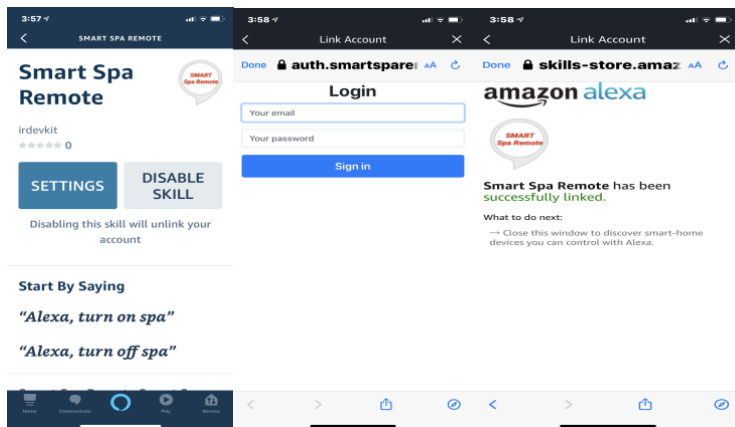 3:57
SMART SPA REMOTE
Smart Spa
Remote
SMART
Spa Remote
irdevkit
0
SETTINGS
DISABLE
SKILL
Disabling this skill will unlink your
account
Start By Saying
“Alexa, turn on spa”
“Alexa, turn off spa”
Home
Communicate
Play
Devices
3:58
Link Account
Done
auth.smartspare
AA
Login
Your email
Your password
Sign in
3:58
Link Account
Done
skills-store.amaz
AA
amazon alexa
SMART
Spa Remote
Smart Spa Remote has been
successfully linked.
What to do next:
→ Close this window to discover smart-home
devices you can control with Alexa.